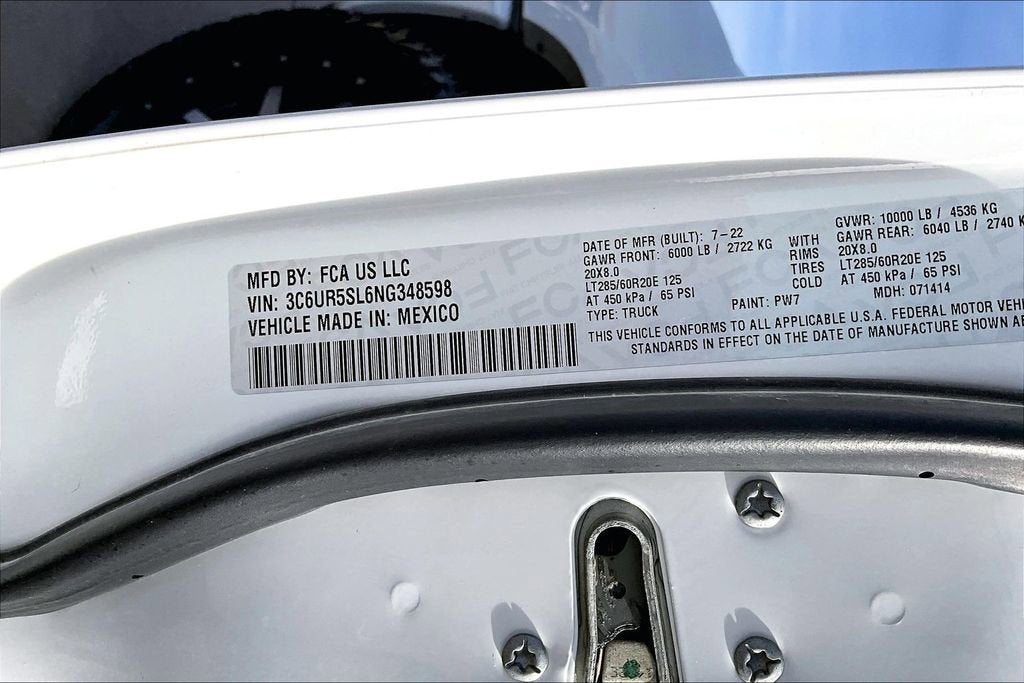 MFD BY: FCA US LLC
VIN: 3C6UR5SL6NG348598
VEHICLE MADE IN: MEXICO
DATE OF MFR (BUILT): 7-22
GAWR FRONT: 6000 LB / 2722 KG
20X8.0
LT285/60R20E 125
AT 450 kPa / 65 PSI
TYPE: TRUCK
WITH
RIMS
TIRES
COLD
GVWR: 10000 LB / 4536 KG
GAWR REAR: 6040 LB / 2740 K
20X8.0
LT285/60R20E 125
AT 450 kPa / 65 PSI
PAINT: PW7
MDH: 071414
THIS VEHICLE CONFORMS TO ALL APPLICABLE U.S.A. FEDERAL MOTOR VEH
STANDARDS IN EFFECT ON THE DATE OF MANUFACTURE SHOWN AB